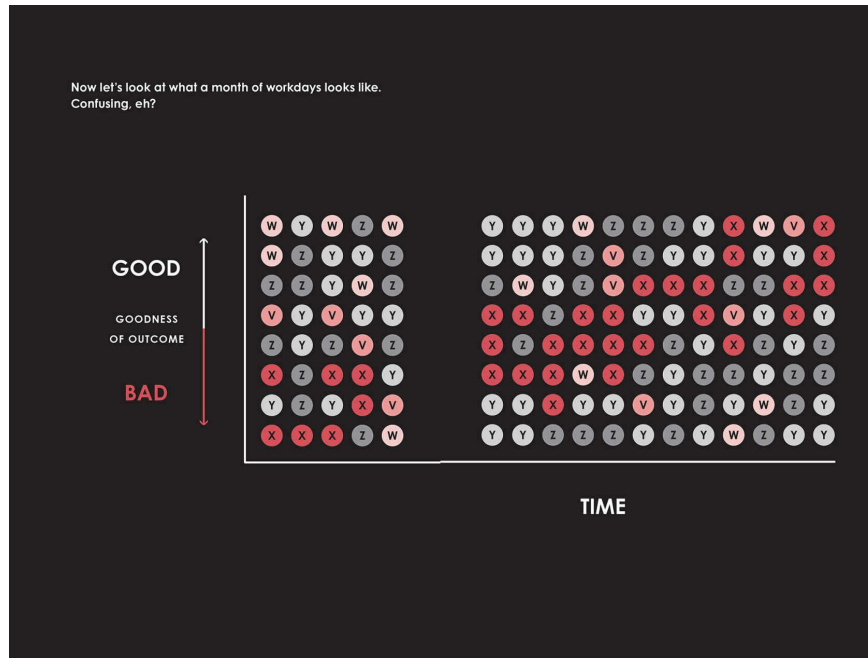 Now let's look at what a month of workdays looks like.
Confusing, eh?
W Y W Z W Y Y Y W Z Z Z Y X W V X
W Z Y Y Z Y Y Y Z V Z Y Y X Y Y X
GOOD
Z Z Y W Z Z W Y Z V X X X Z Z X X
GOODNESS
OF OUTCOME
V Y V Y Y X X Z X X Y Y X V Y X Y
Z Y Z V Z X Z X X X X Z Y X Z Y Z
X Z X X Y X X X W X Z Y Z Z Y Z Z
BAD
Y Z Y X V Y Y X Y Y V Y Z Y W Z Y
X X X Z W Y Y Z Z Z Y Z Y W Z Y Y
TIME